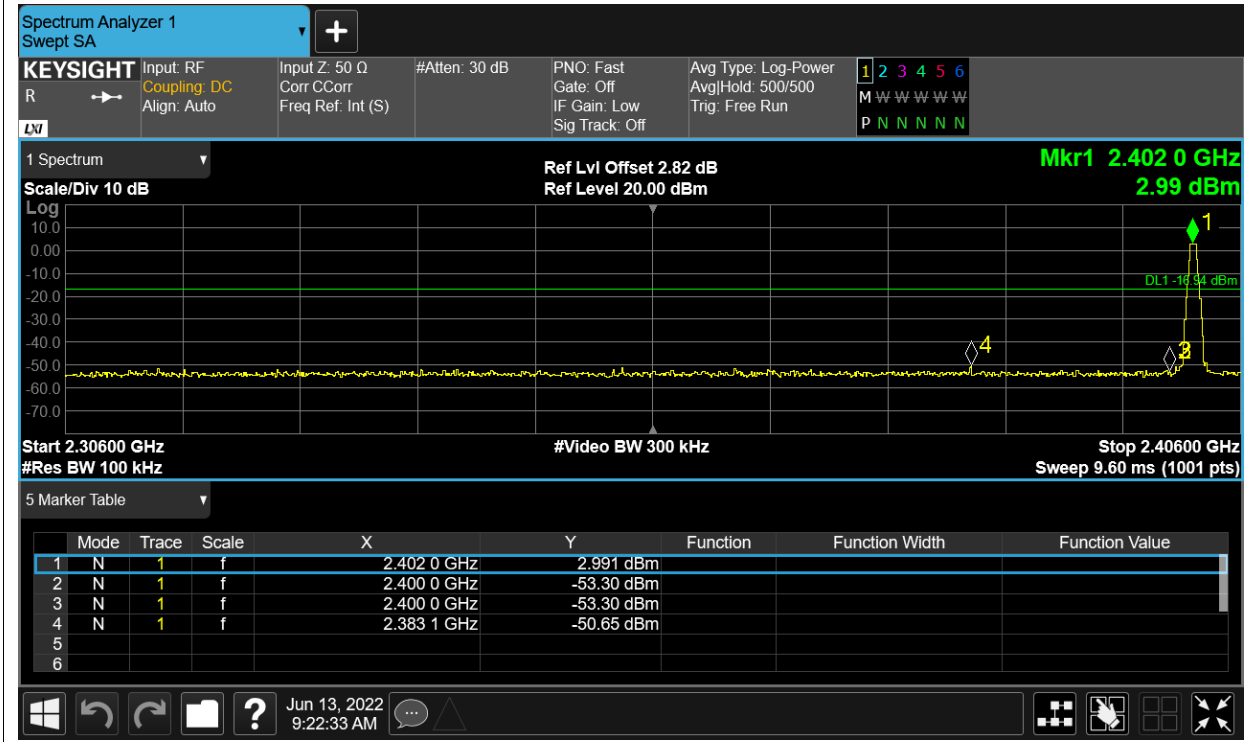 Spectrum Analyzer 1
Swept SA
+
KEYSIGHT
R
LXI
Input: RF
Coupling: DC
Align: Auto
Input Z: 50 Ω
Corr CCorr
Freq Ref: Int (S)
#Atten: 30 dB
PNO: Fast
Gate: Off
IF Gain: Low
Sig Track: Off
Avg Type: Log-Power
Avg|Hold: 500/500
Trig: Free Run
1 2 3 4 5 6
M W W W W W
P N N N N N
1 Spectrum
Scale/Div 10 dB
Log
Ref Lvl Offset 2.82 dB
Ref Level 20.00 dBm
Mkr1 2.402 0 GHz
2.99 dBm
10.0
0.00
-10.0
-20.0
-30.0
-40.0
-50.0
-60.0
-70.0
1
DL1 -16.94 dBm
4
Start 2.30600 GHz
#Res BW 100 kHz
#Video BW 300 kHz
Stop 2.40600 GHz
Sweep 9.60 ms (1001 pts)
5 Marker Table
Mode Trace Scale X Y Function Function Width Function Value
1 N 1 f 2.402 0 GHz 2.991 dBm
2 N 1 f 2.400 0 GHz -53.30 dBm
3 N 1 f 2.400 0 GHz -53.30 dBm
4 N 1 f 2.383 1 GHz -50.65 dBm
5
6
?
Jun 13, 2022
9:22:33 AM